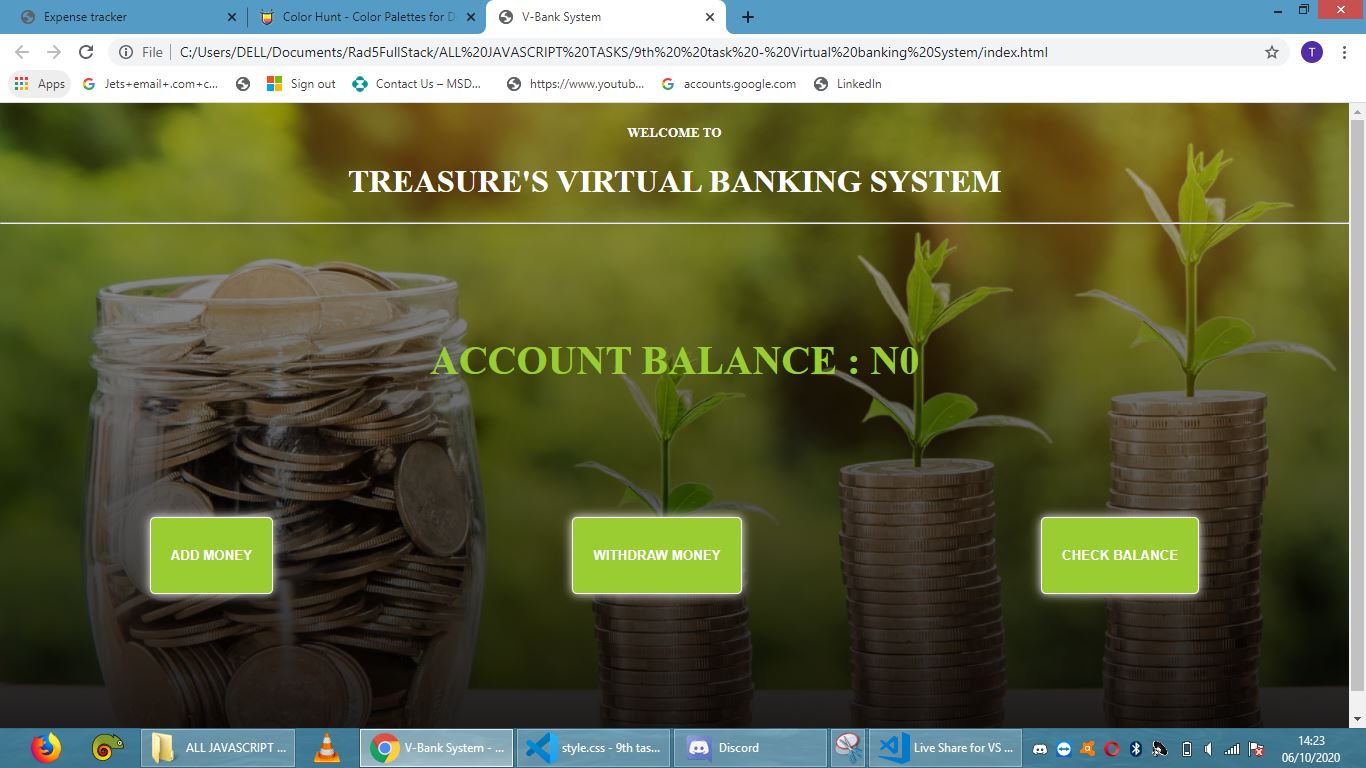 Expense tracker
Color Hunt - Color Palettes for D
V-Bank System
File
C:/Users/DELL/Documents/Rad5FullStack/ALL%20JAVASCRIPT%20TASKS/9th%20%20task%20-%20Virtual%20banking%20System/index.html
T
Apps
Jets+email+.com+c...
Sign out
Contact Us – MSD...
https://www.youtub...
accounts.google.com
LinkedIn
WELCOME TO
TREASURE'S VIRTUAL BANKING SYSTEM
ACCOUNT BALANCE : N0
ADD MONEY
WITHDRAW MONEY
CHECK BALANCE
ALL JAVASCRIPT ...
V-Bank System - ...
style.css - 9th tas...
Discord
Live Share for VS ...
14:23
06/10/2020